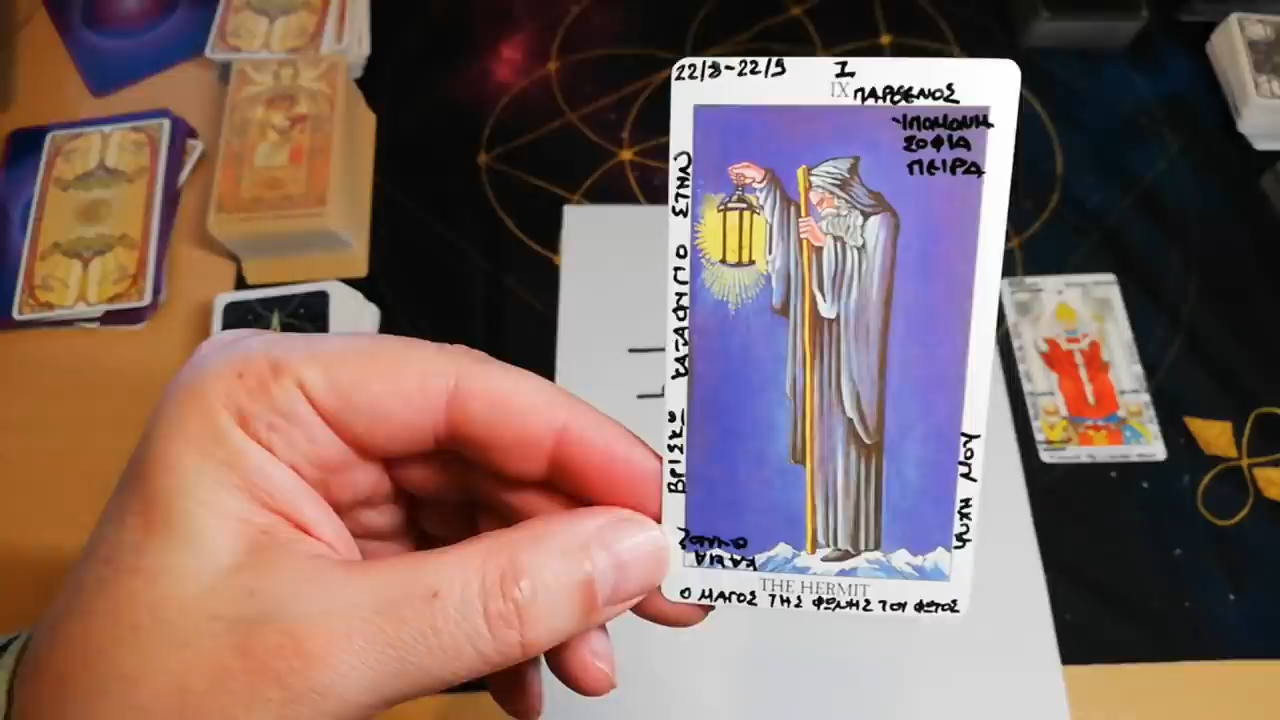 22/8-22/9
I
IX ΠΑΡΘΕΝΟΣ
ΥΠΟΜΟΝΗ
ΣΟΦΙΑ
ΠΕΙΡΑ
ΒΡΙΣΚΩ ΚΑΤΑΦΥΓΙΟ ΣΤΗΝ
ΨΥΧΗ ΜΟΥ
THE HERMIT
Ο ΜΑΓΟΣ ΤΗΣ ΦΩΝΗΣ ΤΟΥ ΦΩΤΟΣ